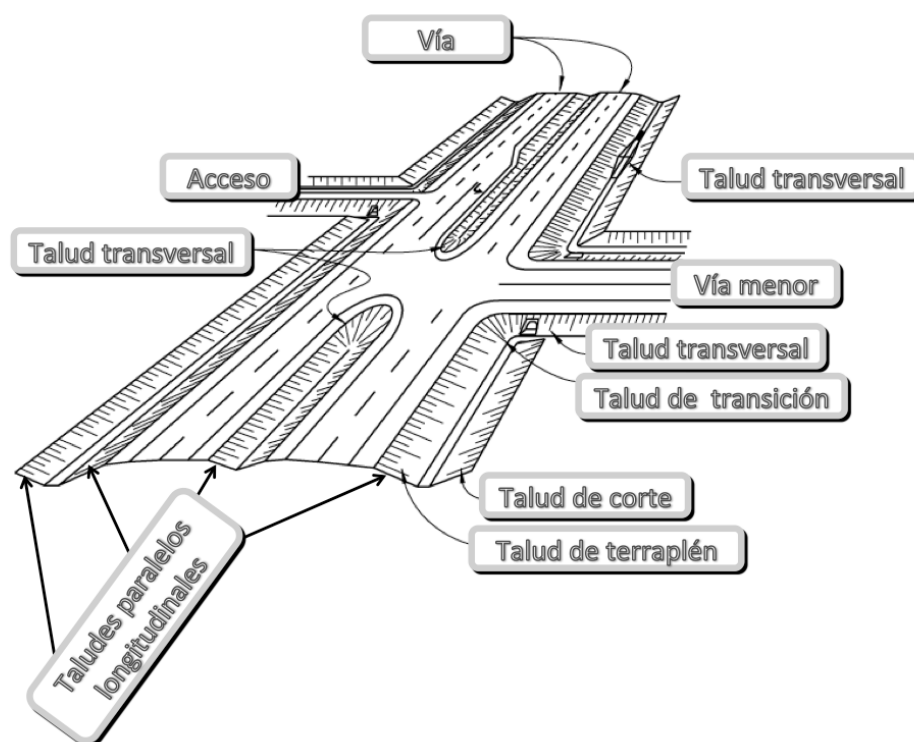 Vía
Acceso
Talud transversal
Talud transversal
Vía menor
Talud transversal
Talud de transición
Talud de corte
Talud de terraplén
Taludes paralelos
longitudinales